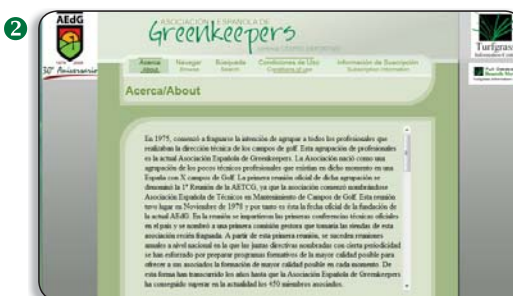 2
AEdG
30º Aniversario
ASOCIACIÓN ESPAÑOLA DE
Greenkeepers
Acerca Navegar Búsqueda Condiciones de Uso Información de Suscripción
About Browse Search Conditions of use Subscription Information
Turfgrass
Acerca/About
En 1975, comenzó a fraguarse la intención de agrupar a todos los profesionales que
realizaban la dirección técnica de los campos de golf. Esta agrupación de profesionales
es la actual Asociación Española de Greenkeepers. La Asociación nació como una
agrupación de los pocos técnicos profesionales que existían en dicho momento en una
España con X campos de Golf. La primera reunión oficial de dicha agrupación se
denominó la 1ª Reunión de la AETCG, ya que la asociación comenzó nombrándose
Asociación Española de Técnicos en Mantenimiento de Campos de Golf. Esta reunión
tuvo lugar en Noviembre de 1978 y por tanto es ésta la fecha oficial de la fundación de
la actual AEdG. En la reunión se impartieron las primeras conferencias técnicas oficiales
en el país y se nombró a una primera comisión gestora que tomaría las riendas de esta
asociación recién fraguada. A partir de esta primera reunión, se suceden reuniones
anuales a nivel nacional en la que las juntas directivas nombradas con cierta periodicidad
se han esforzado por preparar programas formativos de la mayor calidad posible para
ofrecer a sus asociados la formación de mayor calidad posible en cada momento. De
esta forma han transcurrido los años hasta que la Asociación Española de Greenkeepers
ha conseguido superar en la actualidad los 450 miembros asociados.